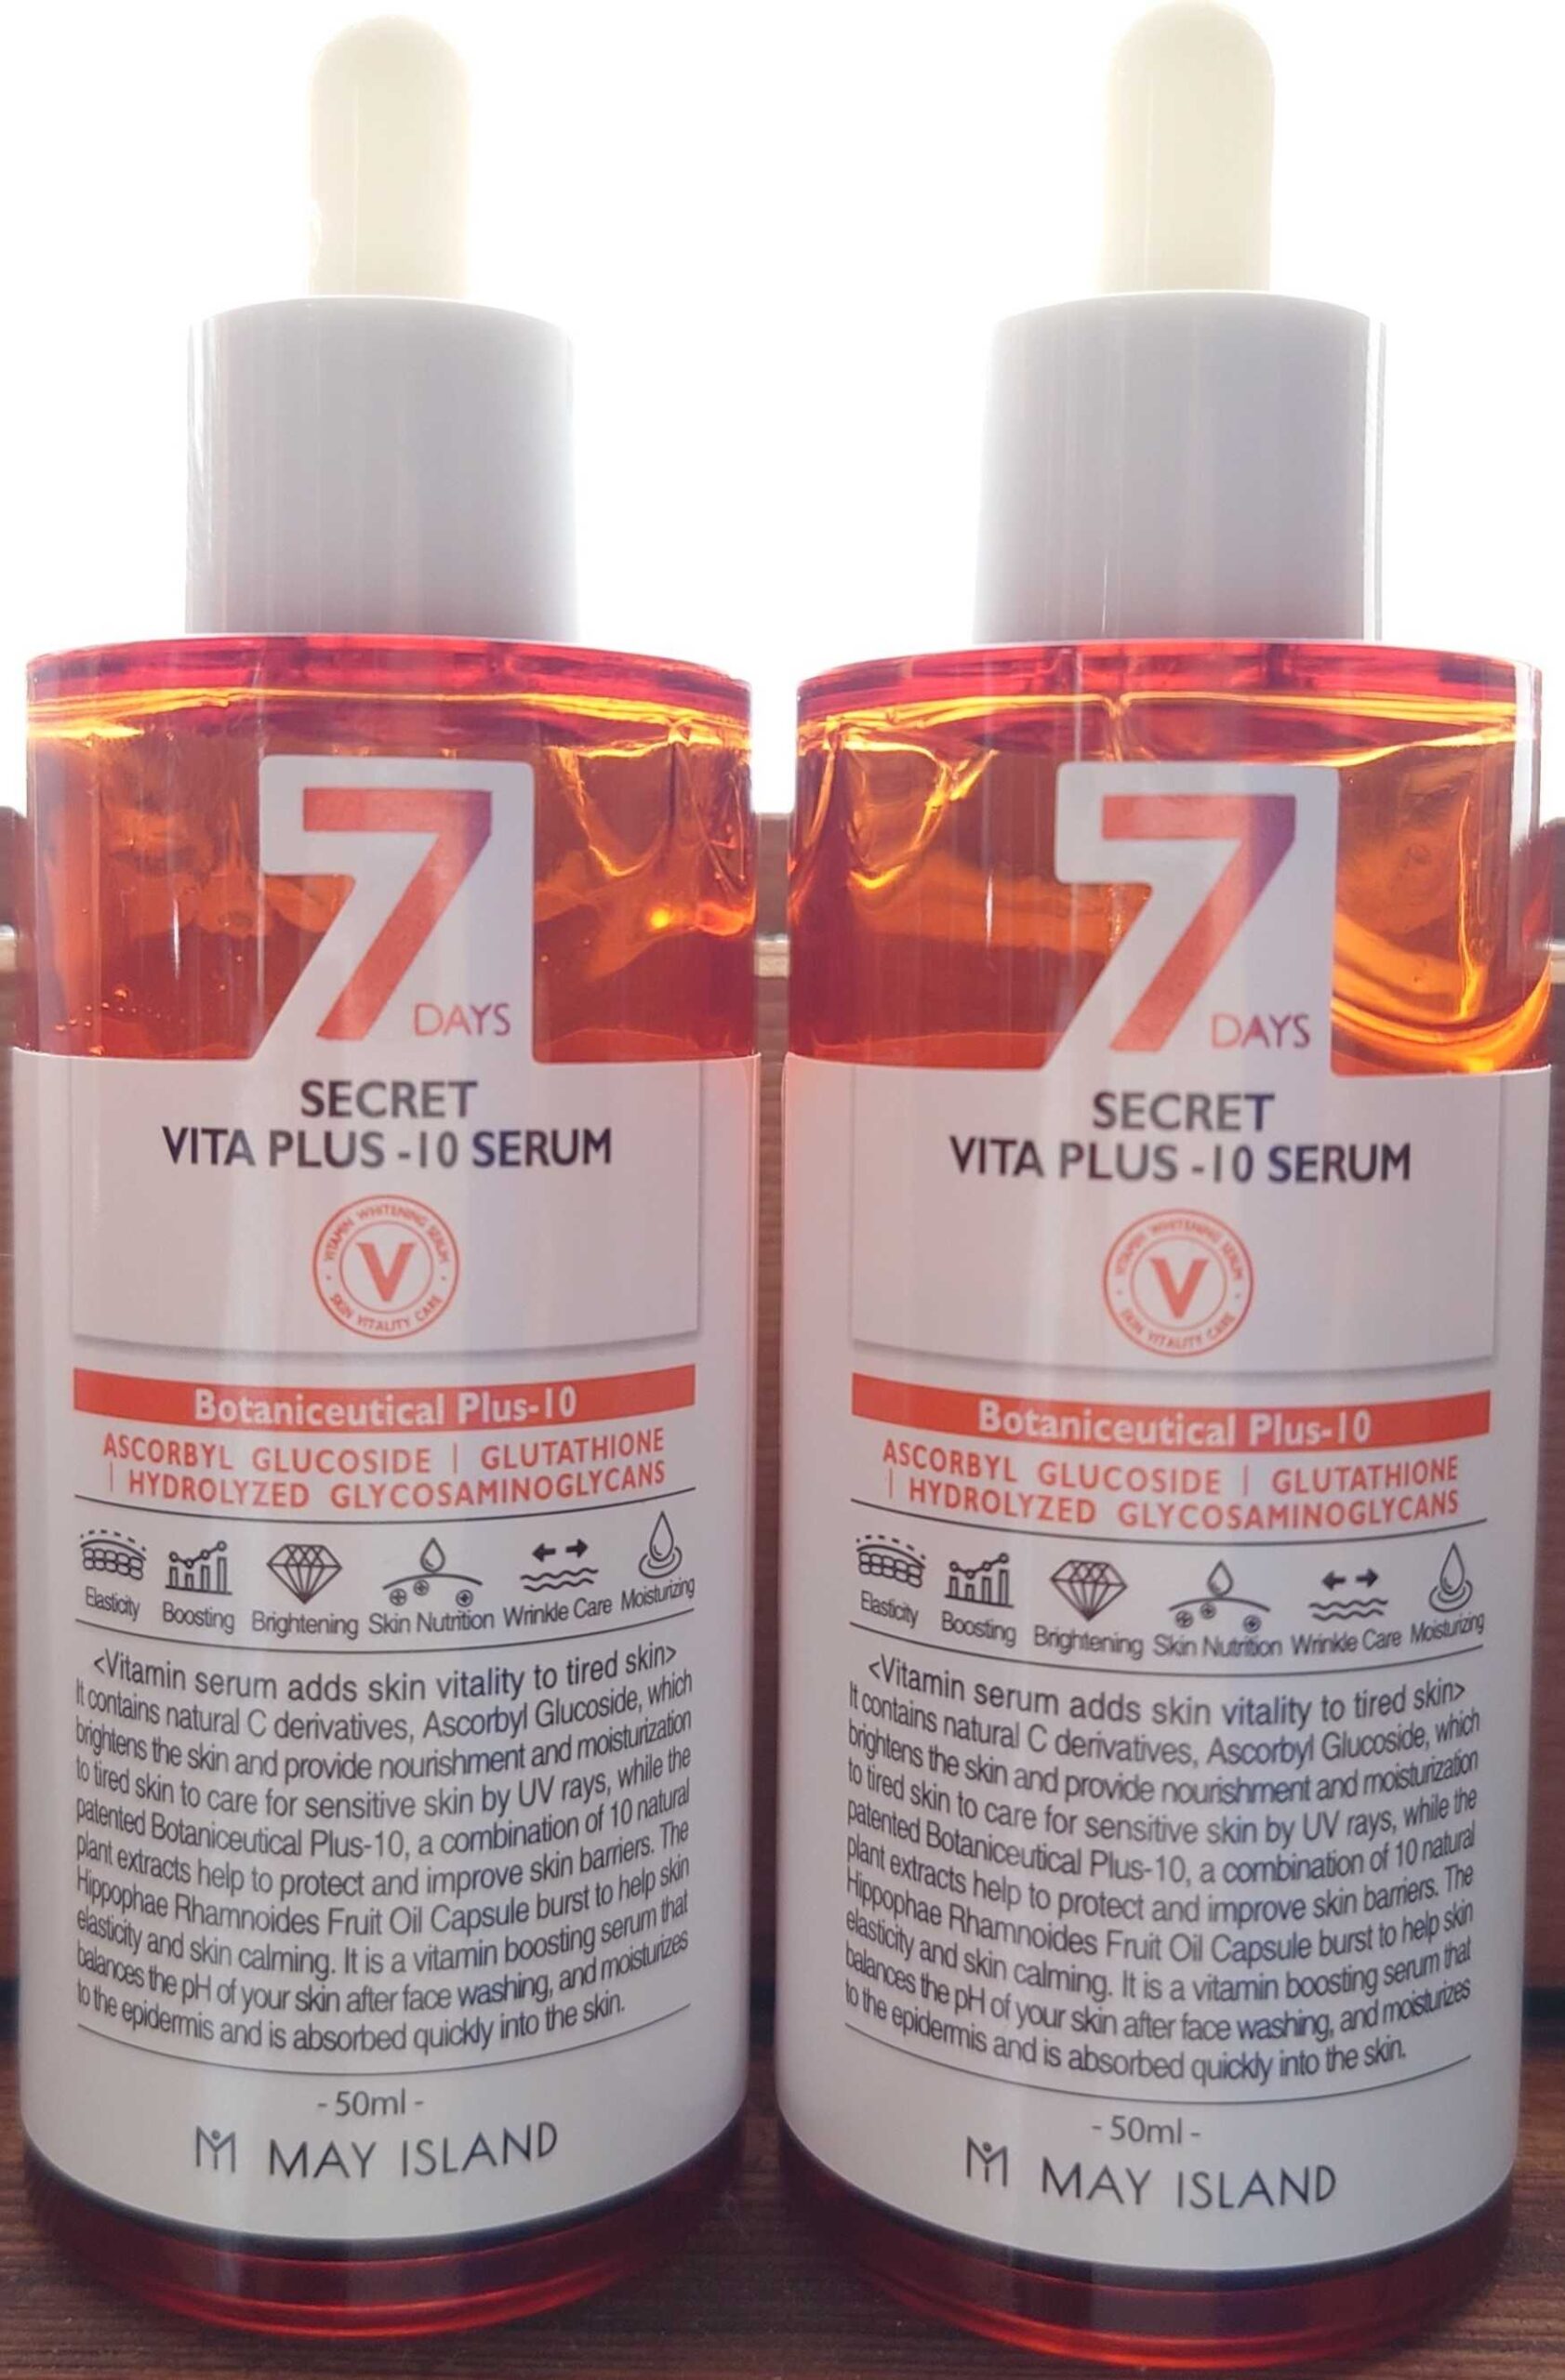 7
DAYS
SECRET
VITA PLUS -10 SERUM
VITAMIN WHITENING SERUM
V
SKIN VITALITY CARE
Botaniceutical Plus-10
ASCORBYL GLUCOSIDE | GLUTATHIONE
| HYDROLYZED GLYCOSAMINOGLYCANS
Elasticity Boosting Brightening Skin Nutrition Wrinkle Care Moisturizing
<Vitamin serum adds skin vitality to tired skin>
It contains natural C derivatives, Ascorbyl Glucoside, which
brightens the skin and provide nourishment and moisturization
to tired skin to care for sensitive skin by UV rays, while the
patented Botaniceutical Plus-10, a combination of 10 natural
plant extracts help to protect and improve skin barriers. The
Hippophae Rhamnoides Fruit Oil Capsule burst to help skin
elasticity and skin calming. It is a vitamin boosting serum that
balances the pH of your skin after face washing, and moisturizes
to the epidermis and is absorbed quickly into the skin.
- 50ml -
MAY ISLAND
7
DAYS
SECRET
VITA PLUS -10 SERUM
VITAMIN WHITENING SERUM
V
SKIN VITALITY CARE
Botaniceutical Plus-10
ASCORBYL GLUCOSIDE | GLUTATHIONE
| HYDROLYZED GLYCOSAMINOGLYCANS
Elasticity Boosting Brightening Skin Nutrition Wrinkle Care Moisturizing
<Vitamin serum adds skin vitality to tired skin>
It contains natural C derivatives, Ascorbyl Glucoside, which
brightens the skin and provide nourishment and moisturization
to tired skin to care for sensitive skin by UV rays, while the
patented Botaniceutical Plus-10, a combination of 10 natural
plant extracts help to protect and improve skin barriers. The
Hippophae Rhamnoides Fruit Oil Capsule burst to help skin
elasticity and skin calming. It is a vitamin boosting serum that
balances the pH of your skin after face washing, and moisturizes
to the epidermis and is absorbed quickly into the skin.
- 50ml -
MAY ISLAND